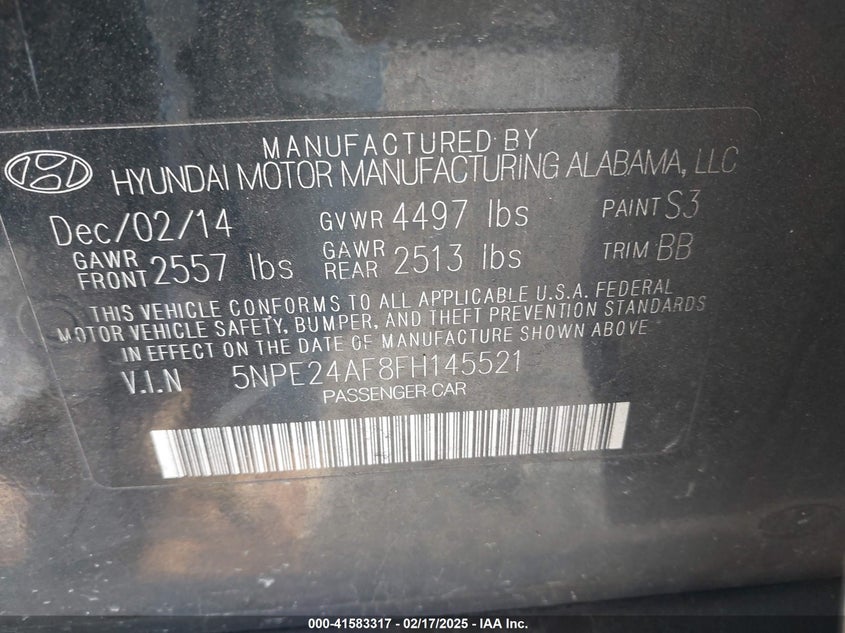 MANUFACTURED BY
HYUNDAI MOTOR MANUFACTURING ALABAMA, LLC
Dec/02/14 GVWR 4497 lbs PAINT S3
GAWR FRONT 2557 lbs GAWR REAR 2513 lbs TRIM BB
THIS VEHICLE CONFORMS TO ALL APPLICABLE U.S.A. FEDERAL
MOTOR VEHICLE SAFETY, BUMPER, AND THEFT PREVENTION STANDARDS
IN EFFECT ON THE DATE OF MANUFACTURE SHOWN ABOVE
V.I.N 5NPE24AF8FH145521
PASSENGER CAR
000-41583317 - 02/17/2025 - IAA Inc.